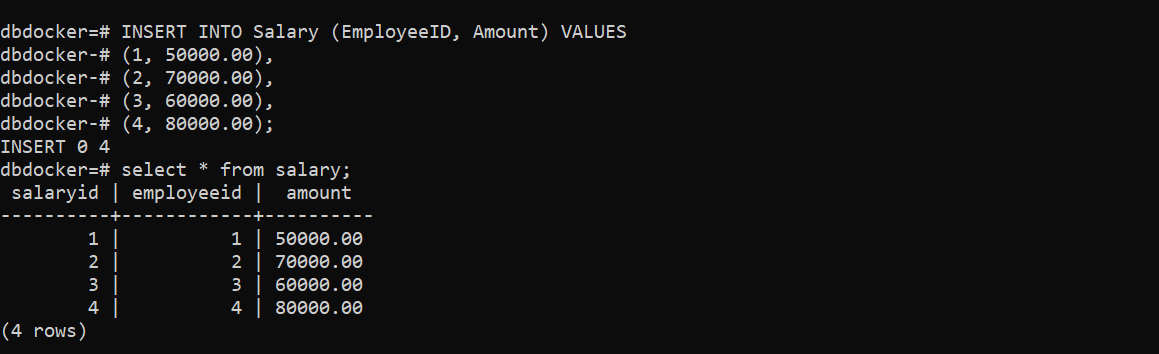 dbdocker=# INSERT INTO Salary (EmployeeID, Amount) VALUES
dbdocker-# (1, 50000.00),
dbdocker-# (2, 70000.00),
dbdocker-# (3, 60000.00),
dbdocker-# (4, 80000.00);
INSERT 0 4
dbdocker=# select * from salary;
 salaryid | employeeid |  amount
----------+------------+----------
        1 |          1 | 50000.00
        2 |          2 | 70000.00
        3 |          3 | 60000.00
        4 |          4 | 80000.00
(4 rows)